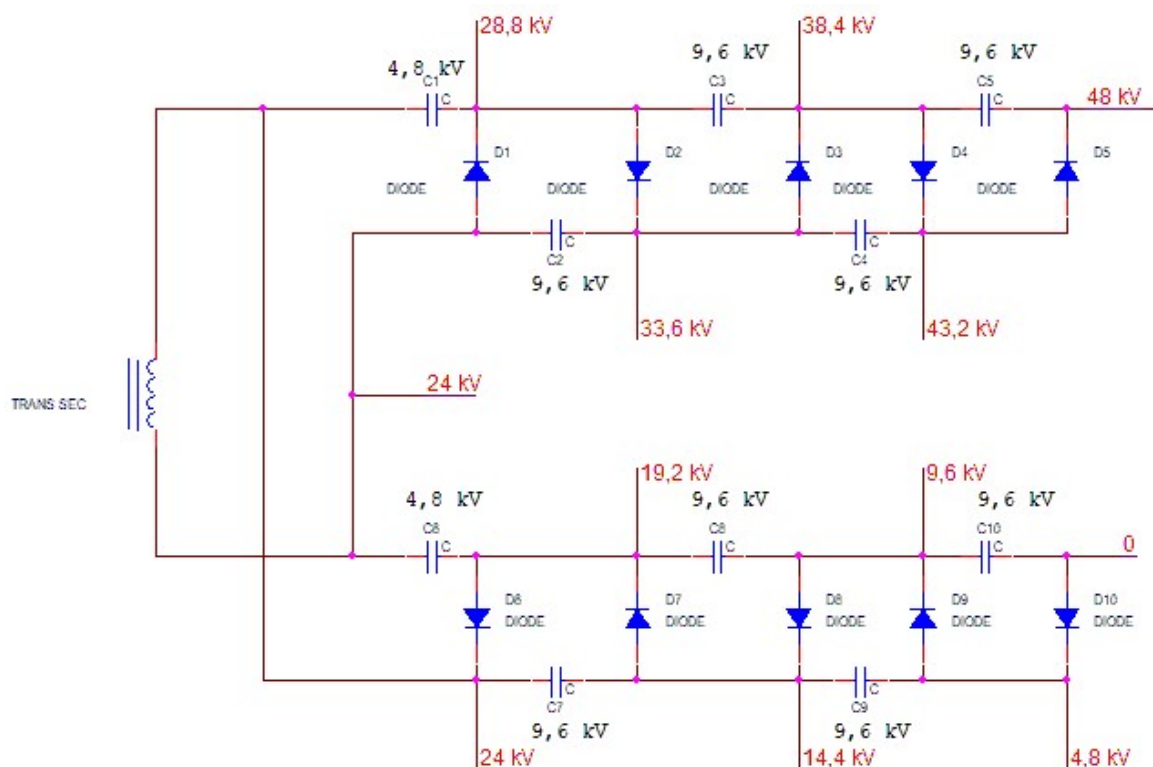 28,8 kV
38,4 kV
4,8 kV
9,6 kV
9,6 kV
C1
C
C3
C
C5
C
48 kV
D1
D2
D3
D4
D5
DIODE
DIODE
DIODE
DIODE
DIODE
C
C2
C
C4
9,6 kV
9,6 kV
33,6 kV
43,2 kV
24 kV
TRANS SEC
19,2 kV
9,6 kV
4,8 kV
9,6 kV
9,6 kV
C6
C
C8
C
C10
C
0
D6
DIODE
D7
DIODE
D8
DIODE
D9
DIODE
D10
DIODE
C7
C
C9
C
9,6 kV
9,6 kV
24 kV
14,4 kV
4,8 kV